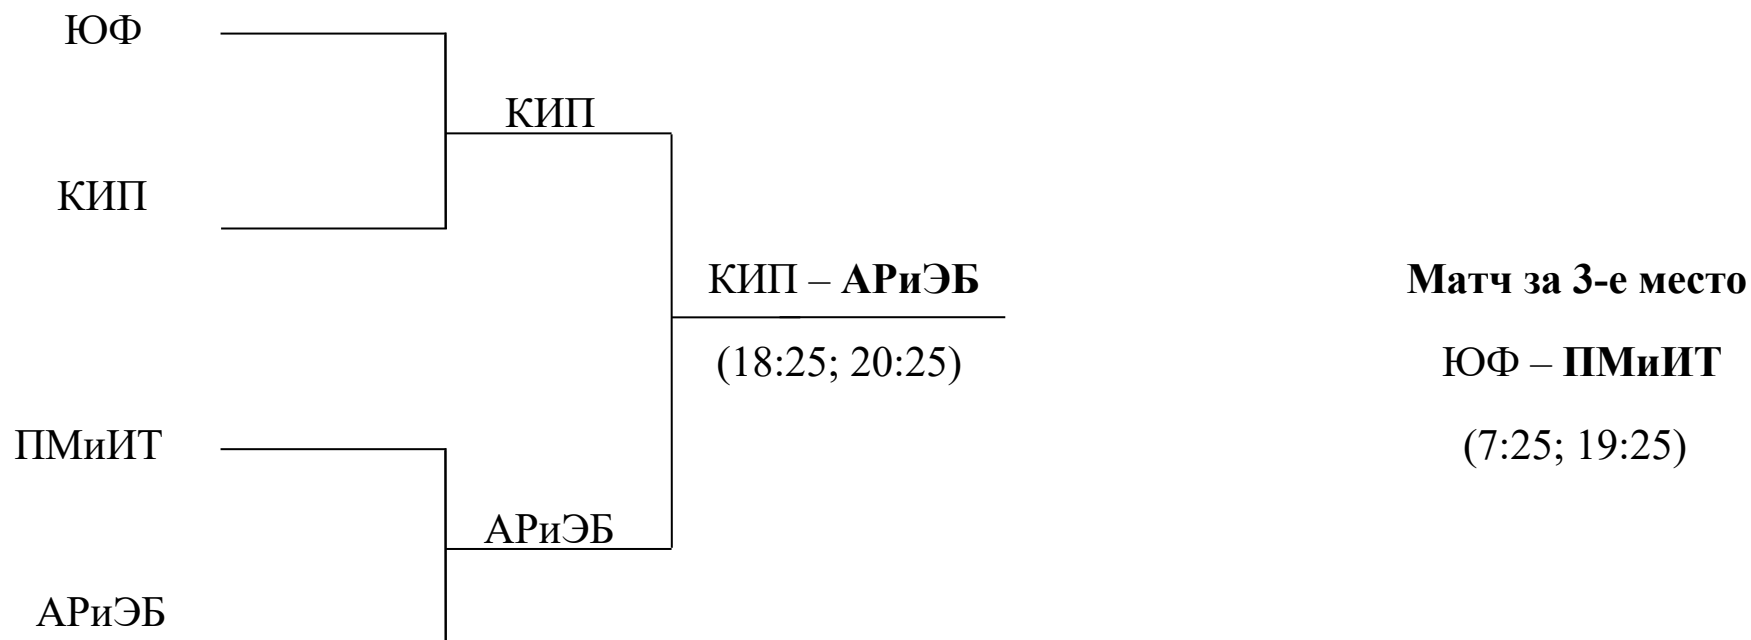 ЮФ
КИП
КИП
КИП – АРиЭБ
(18:25; 20:25)
ПМиИТ
АРиЭБ
АРиЭБ
Матч за 3-е место
ЮФ – ПМиИТ
(7:25; 19:25)